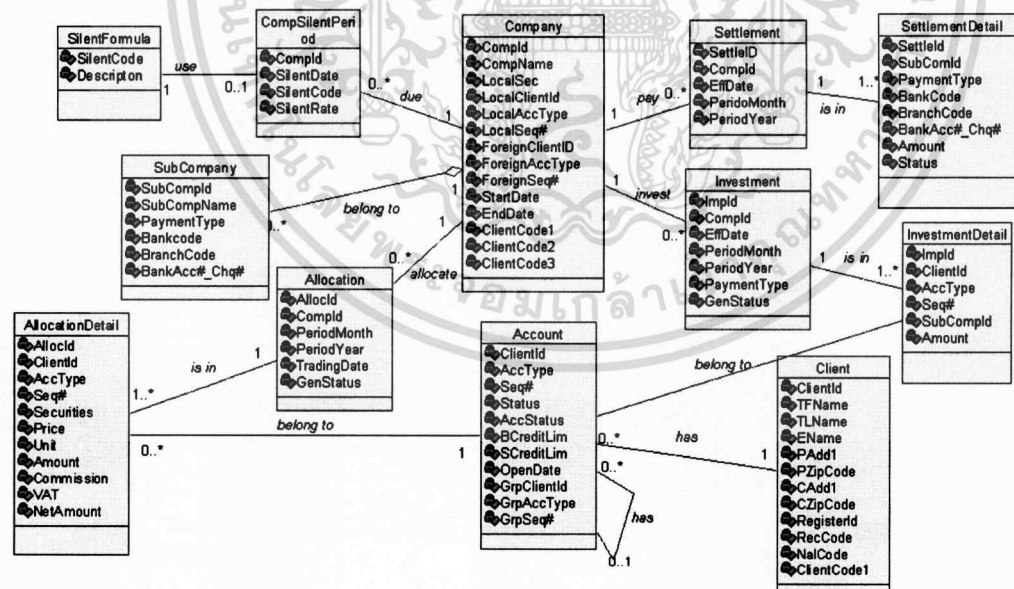 SilentFormula
SilentCode
Descripton
use
1
0..1
CompSilentPeri
od
CompId
SilentDate
SilentCode
SilentRate
0..*
due
1
Company
CompId
CompName
LocalSec
LocalClientId
LocalAccType
LocalSeq#
ForeignClientID
ForeignAccType
ForeignSeq#
StartDate
EndDate
ClientCode1
ClientCode2
ClientCode3
1
pay
0..*
Settlement
SettleID
CompId
EffDate
PeridoMonth
PeriodYear
1
is in
1..*
SettlementDetail
SettleId
SubComId
PaymentType
BankCode
BranchCode
BankAcc#_Chq#
Amount
Status
SubCompany
SubCompId
SubCompName
PaymentType
Bankcode
BranchCode
BankAcc#_Chq#
0..*
belong to
1
1
invest
0..*
Investment
ImpId
CompId
EffDate
PeriodMonth
PeriodYear
PaymentType
GenStatus
1
is in
1..*
InvestmentDetail
ImpId
ClientId
AccType
Seq#
SubCompId
Amount
1
0..*
allocate
Allocation
AllocId
CompId
PeriodMonth
PeriodYear
TradingDate
GenStatus
AllocationDetail
AllocId
ClientId
AccType
Seq#
Securities
Price
Unit
Amount
Commission
VAT
NetAmount
is in
1
1..*
belong to
0..*
1
Account
ClientId
AccType
Seq#
Status
AccStatus
BCreditLim
SCreditLim
OpenDate
GrpClientId
GrpAccType
GrpSeq#
belong to
0..*
has
1
0..*
has
0..1
Client
ClientId
TFName
TLName
EName
PAdd1
PZipCode
CAdd1
CZipCode
RegisterId
RecCode
NalCode
ClientCode1